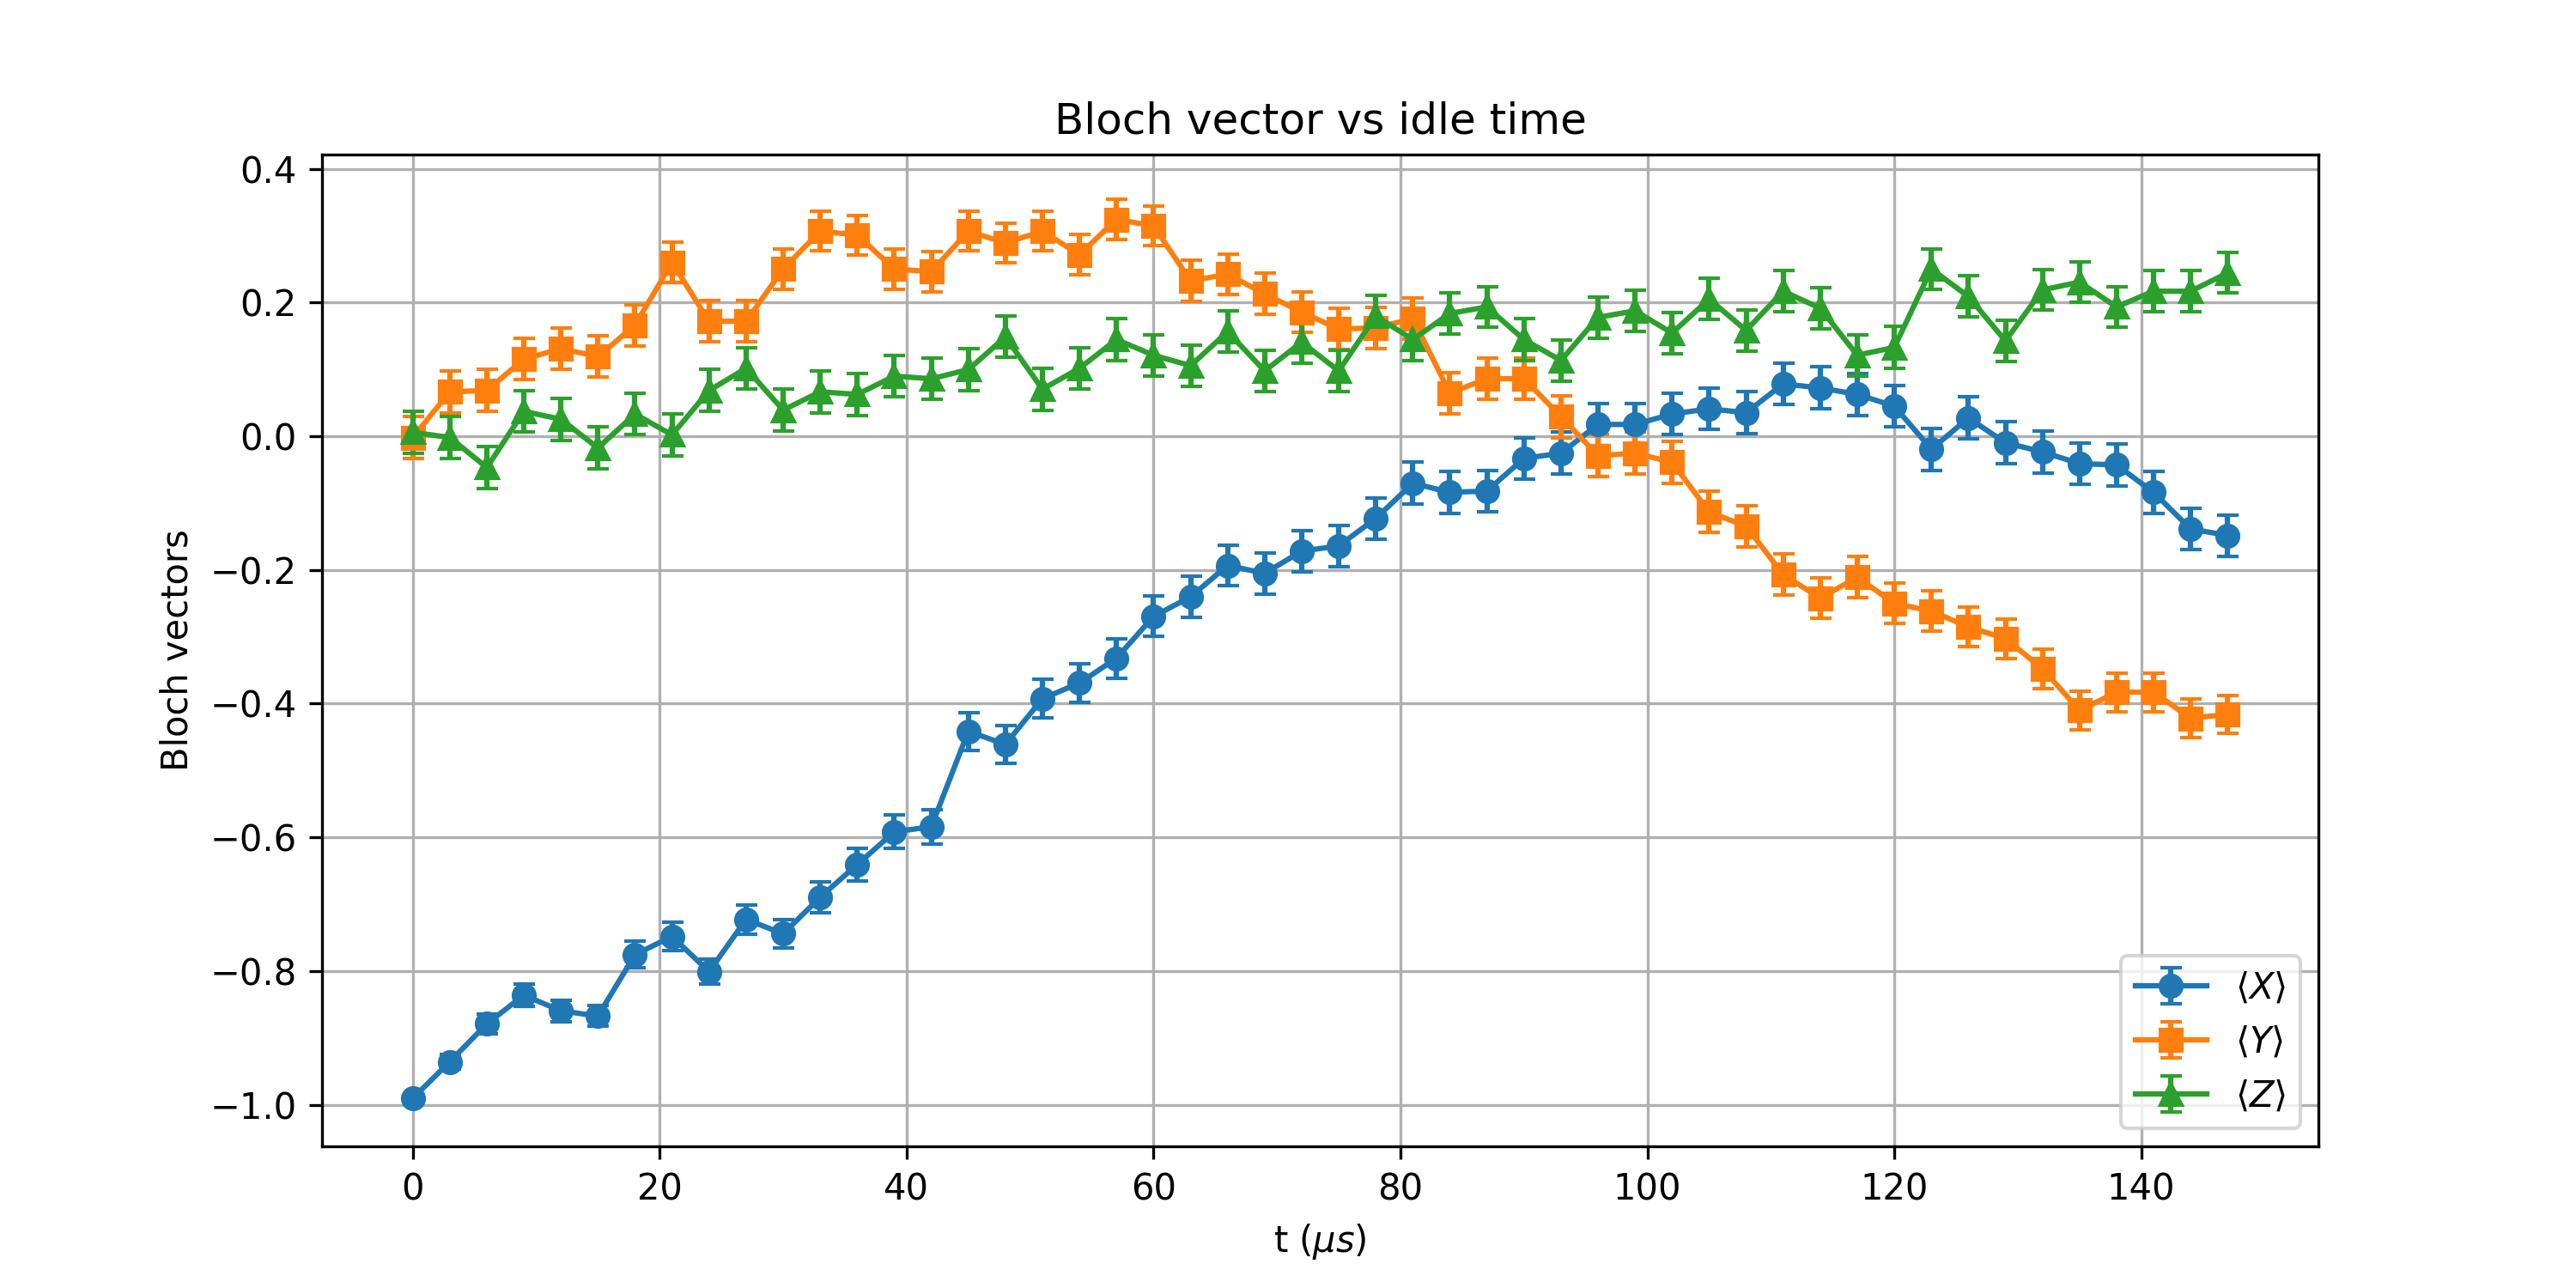 Bloch vector vs idle time
Bloch vectors
0.4
0.2
0.0
−0.2
−0.4
−0.6
−0.8
−1.0
0 20 40 60 80 100 120 140
t (μs)
⟨X⟩
⟨Y⟩
⟨Z⟩